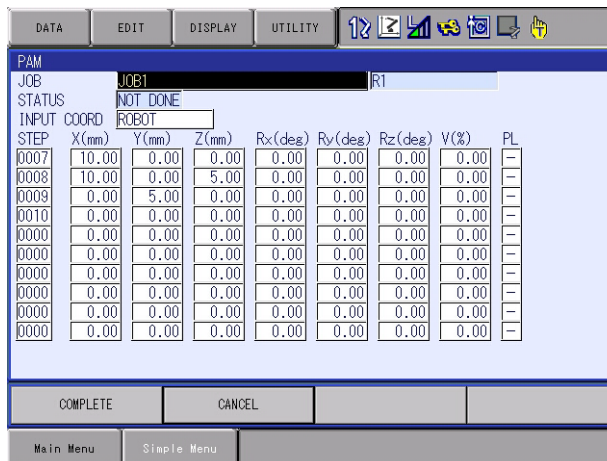 DATA EDIT DISPLAY UTILITY
PAM
JOB JOB1 R1
STATUS NOT DONE
INPUT COORD ROBOT
STEP X(mm) Y(mm) Z(mm) Rx(deg) Ry(deg) Rz(deg) V(%) PL
0007 10.00 0.00 0.00 0.00 0.00 0.00 0.00 –
0008 10.00 0.00 5.00 0.00 0.00 0.00 0.00 –
0009 0.00 5.00 0.00 0.00 0.00 0.00 0.00 –
0010 0.00 0.00 0.00 0.00 0.00 0.00 0.00 –
0000 0.00 0.00 0.00 0.00 0.00 0.00 0.00 –
0000 0.00 0.00 0.00 0.00 0.00 0.00 0.00 –
0000 0.00 0.00 0.00 0.00 0.00 0.00 0.00 –
0000 0.00 0.00 0.00 0.00 0.00 0.00 0.00 –
0000 0.00 0.00 0.00 0.00 0.00 0.00 0.00 –
0000 0.00 0.00 0.00 0.00 0.00 0.00 0.00 –
COMPLETE CANCEL
Main Menu Simple Menu